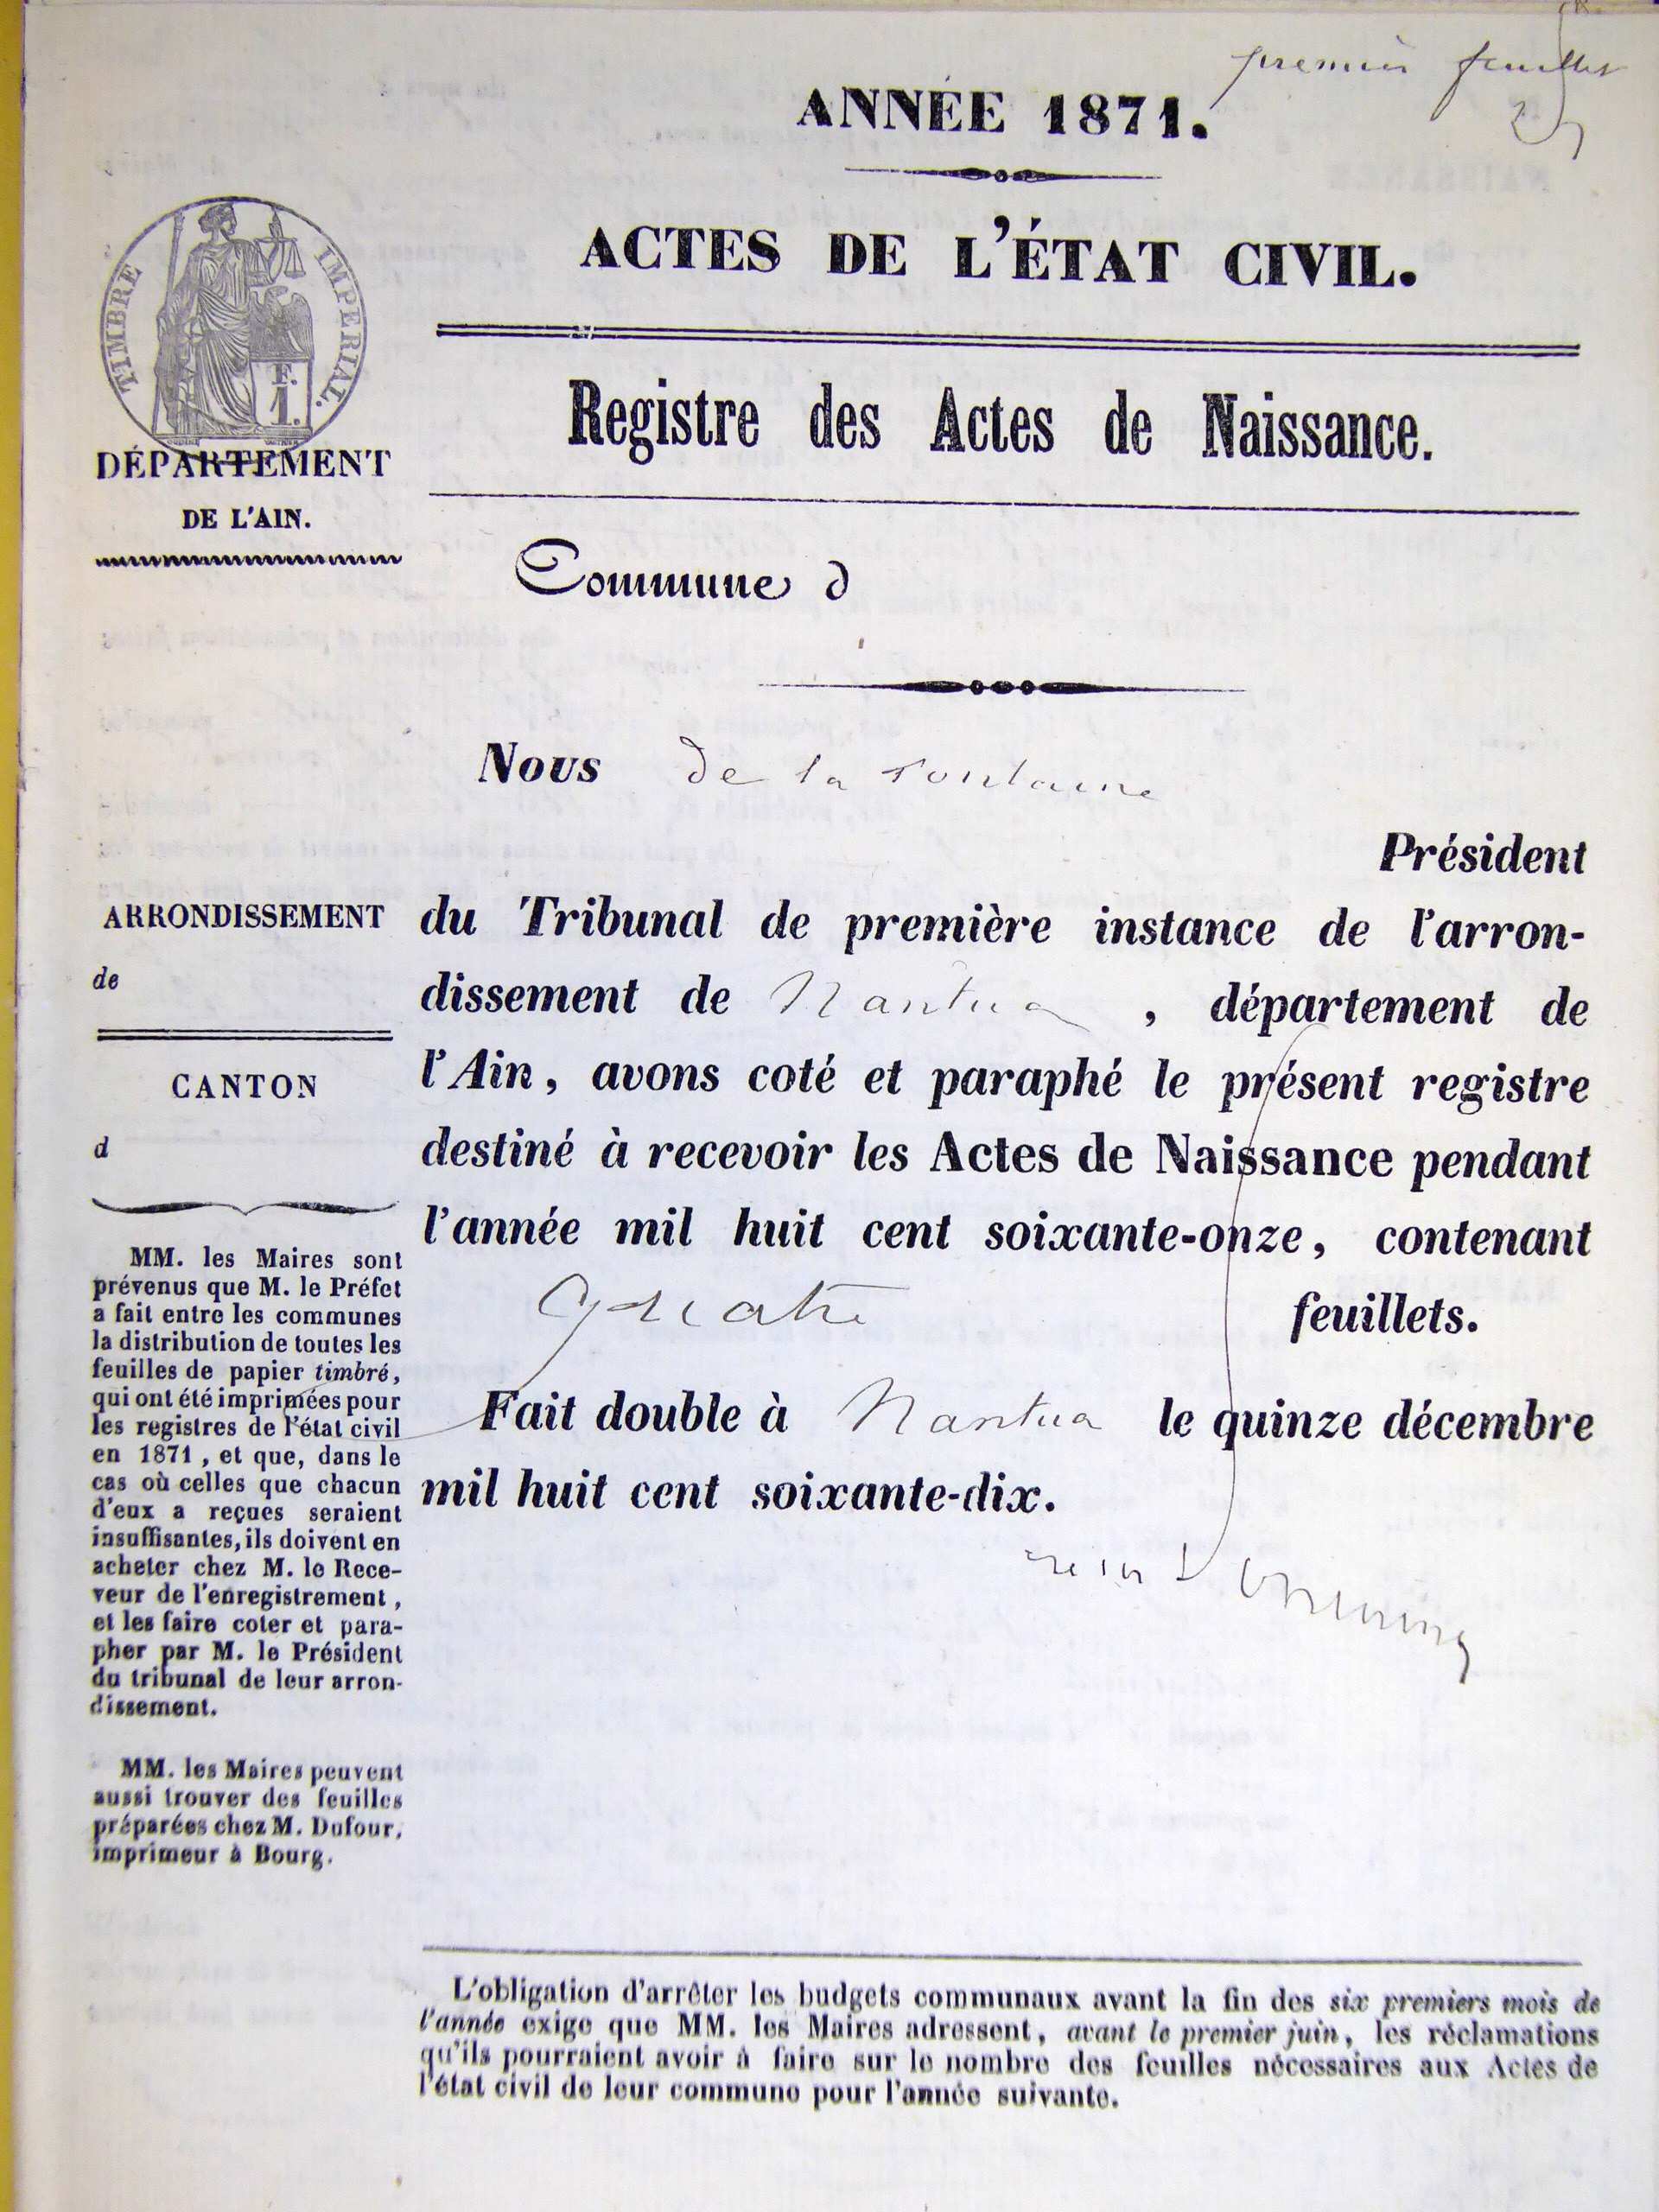 premier feuillet
ANNÉE 1871.
ACTES DE L'ÉTAT CIVIL.
TIMBRE IMPERIAL.
F.
1.
DÉPARTEMENT
DE L'AIN.
Registre des Actes de Naissance.
Commune d
Nous de la Fontaine
Président
ARRONDISSEMENT
de
CANTON
d
du Tribunal de première instance de l'arron-
dissement de Nantua, département de
l'Ain, avons coté et paraphé le présent registre
destiné à recevoir les Actes de Naissance pendant
l'année mil huit cent soixante-onze, contenant
quatre feuillets.
Fait double à Nantua le quinze décembre
mil huit cent soixante-dix.
MM. les Maires sont
prévenus que M. le Préfet
a fait entre les communes
la distribution de toutes les
feuilles de papier timbré,
qui ont été imprimées pour
les registres de l'état civil
en 1871, et que, dans le
cas où celles que chacun
d'eux a reçues seraient
insuffisantes, ils doivent en
acheter chez M. le Rece-
veur de l'enregistrement,
et les faire coter et para-
pher par M. le Président
du tribunal de leur arron-
dissement.
MM. les Maires peuvent
aussi trouver des feuilles
préparées chez M. Dufour,
imprimeur à Bourg.
L'obligation d'arrêter les budgets communaux avant la fin des six premiers mois de
l'année exige que MM. les Maires adressent, avant le premier juin, les réclamations
qu'ils pourraient avoir à faire sur le nombre des feuilles nécessaires aux Actes de
l'état civil de leur commune pour l'année suivante.